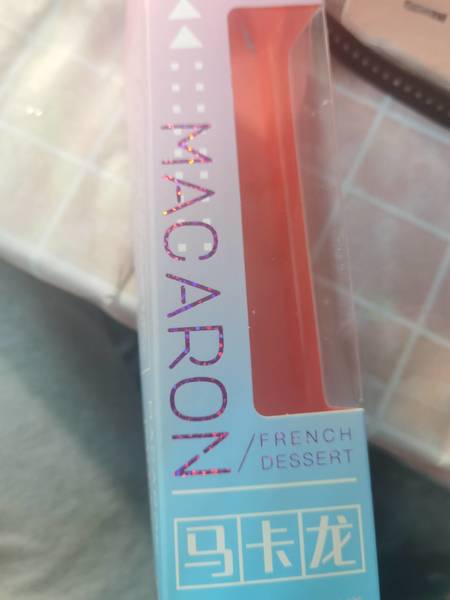 MACARON
/FRENCH
DESSERT
马卡龙